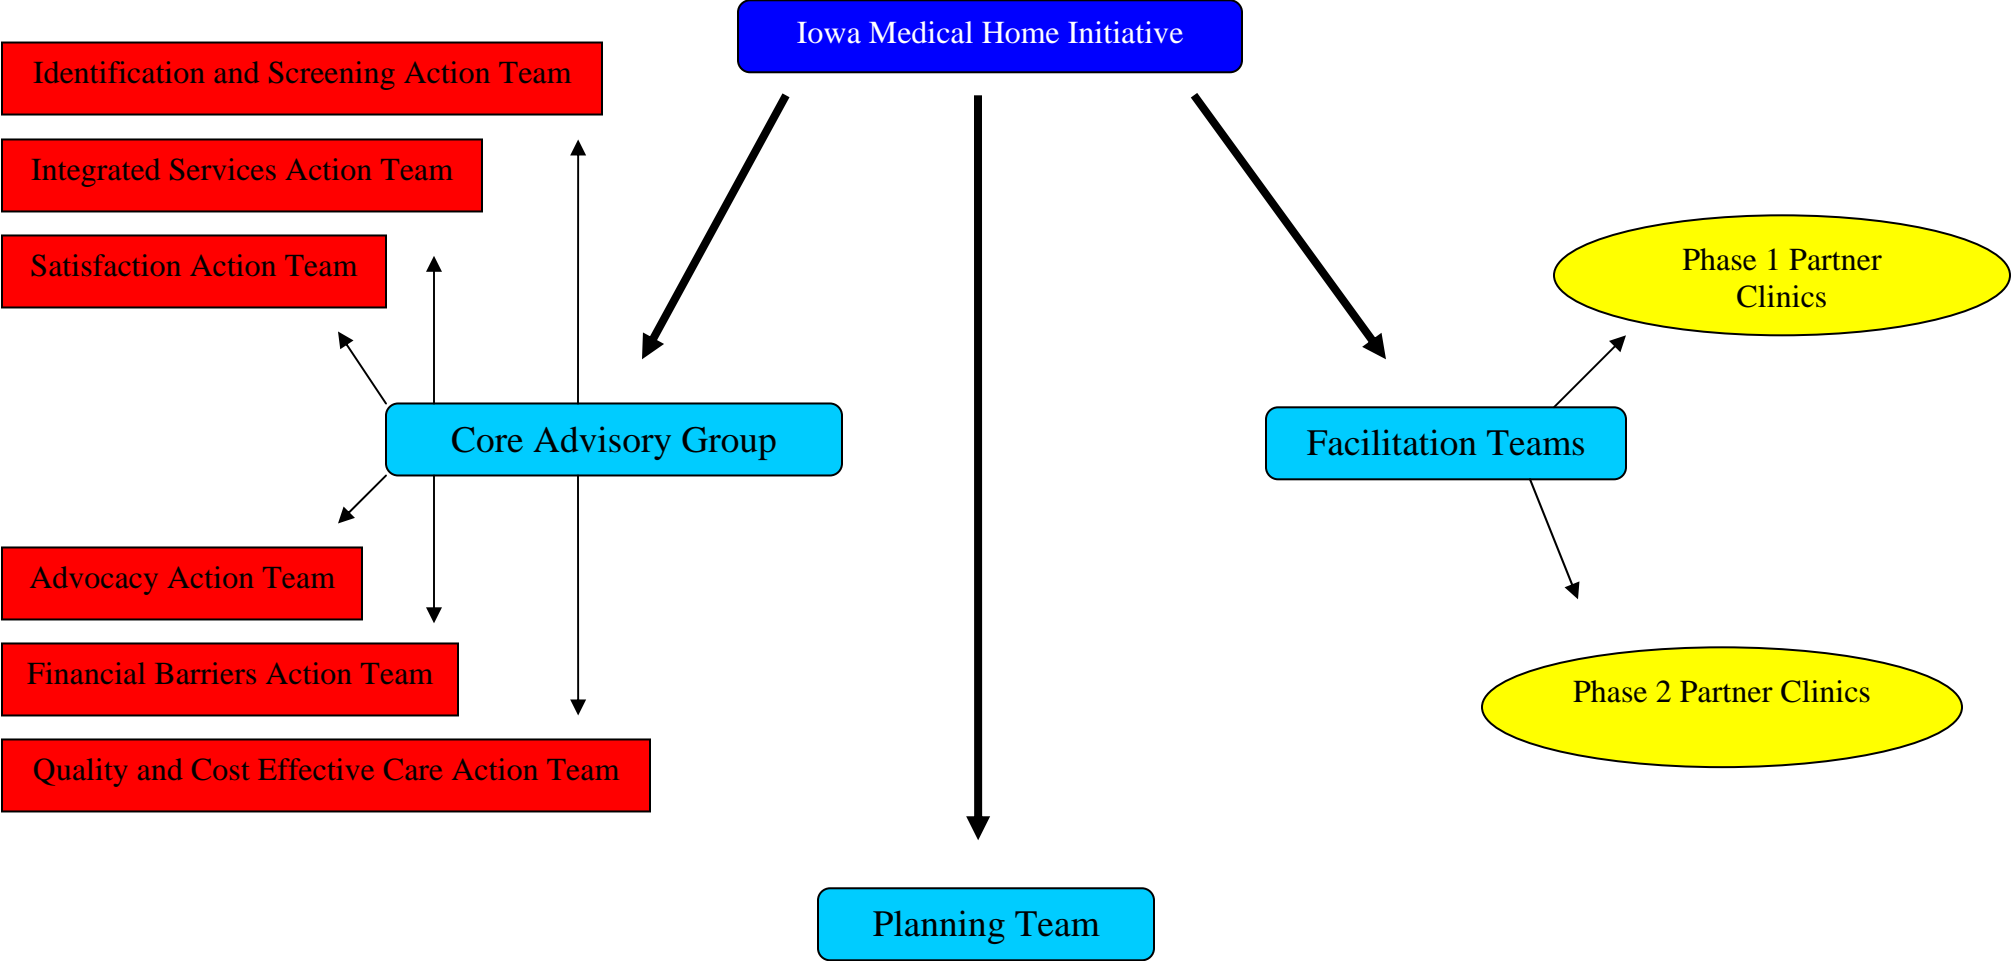 Iowa Medical Home Initiative
Identification and Screening Action Team
Integrated Services Action Team
Satisfaction Action Team
Phase 1 Partner
Clinics
Core Advisory Group
Facilitation Teams
Advocacy Action Team
Financial Barriers Action Team
Phase 2 Partner Clinics
Quality and Cost Effective Care Action Team
Planning Team